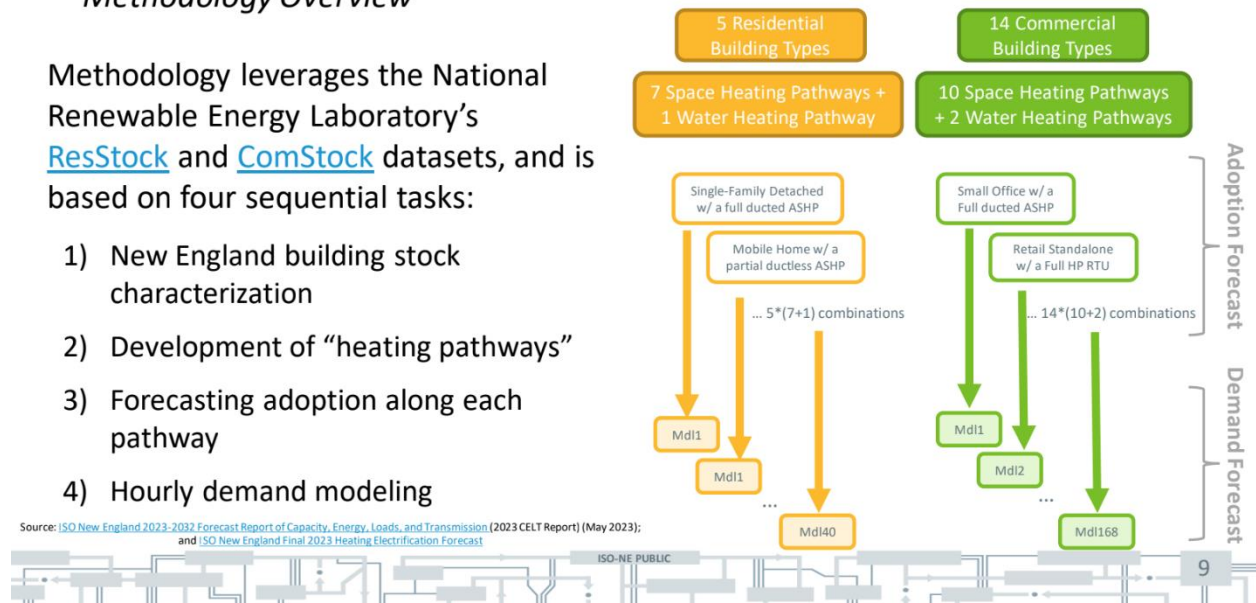 Methodology Overview
Methodology leverages the National
Renewable Energy Laboratory's
ResStock and ComStock datasets, and is
based on four sequential tasks:
1) New England building stock
characterization
2) Development of “heating pathways”
3) Forecasting adoption along each
pathway
4) Hourly demand modeling
Source: ISO New England 2023-2032 Forecast Report of Capacity, Energy, Loads, and Transmission (2023 CELT Report) (May 2023);
and ISO New England Final 2023 Heating Electrification Forecast
5 Residential
Building Types
7 Space Heating Pathways +
1 Water Heating Pathway
Single-Family Detached
w/ a full ducted ASHP
Mobile Home w/ a
partial ductless ASHP
... 5*(7+1) combinations
Mdl1
Mdl1
...
Mdl40
14 Commercial
Building Types
10 Space Heating Pathways
+ 2 Water Heating Pathways
Small Office w/ a
Full ducted ASHP
Retail Standalone
w/ a Full HP RTU
... 14*(10+2) combinations
Mdl1
Mdl2
...
Mdl168
Adoption Forecast
Demand Forecast
ISO-NE PUBLIC
9